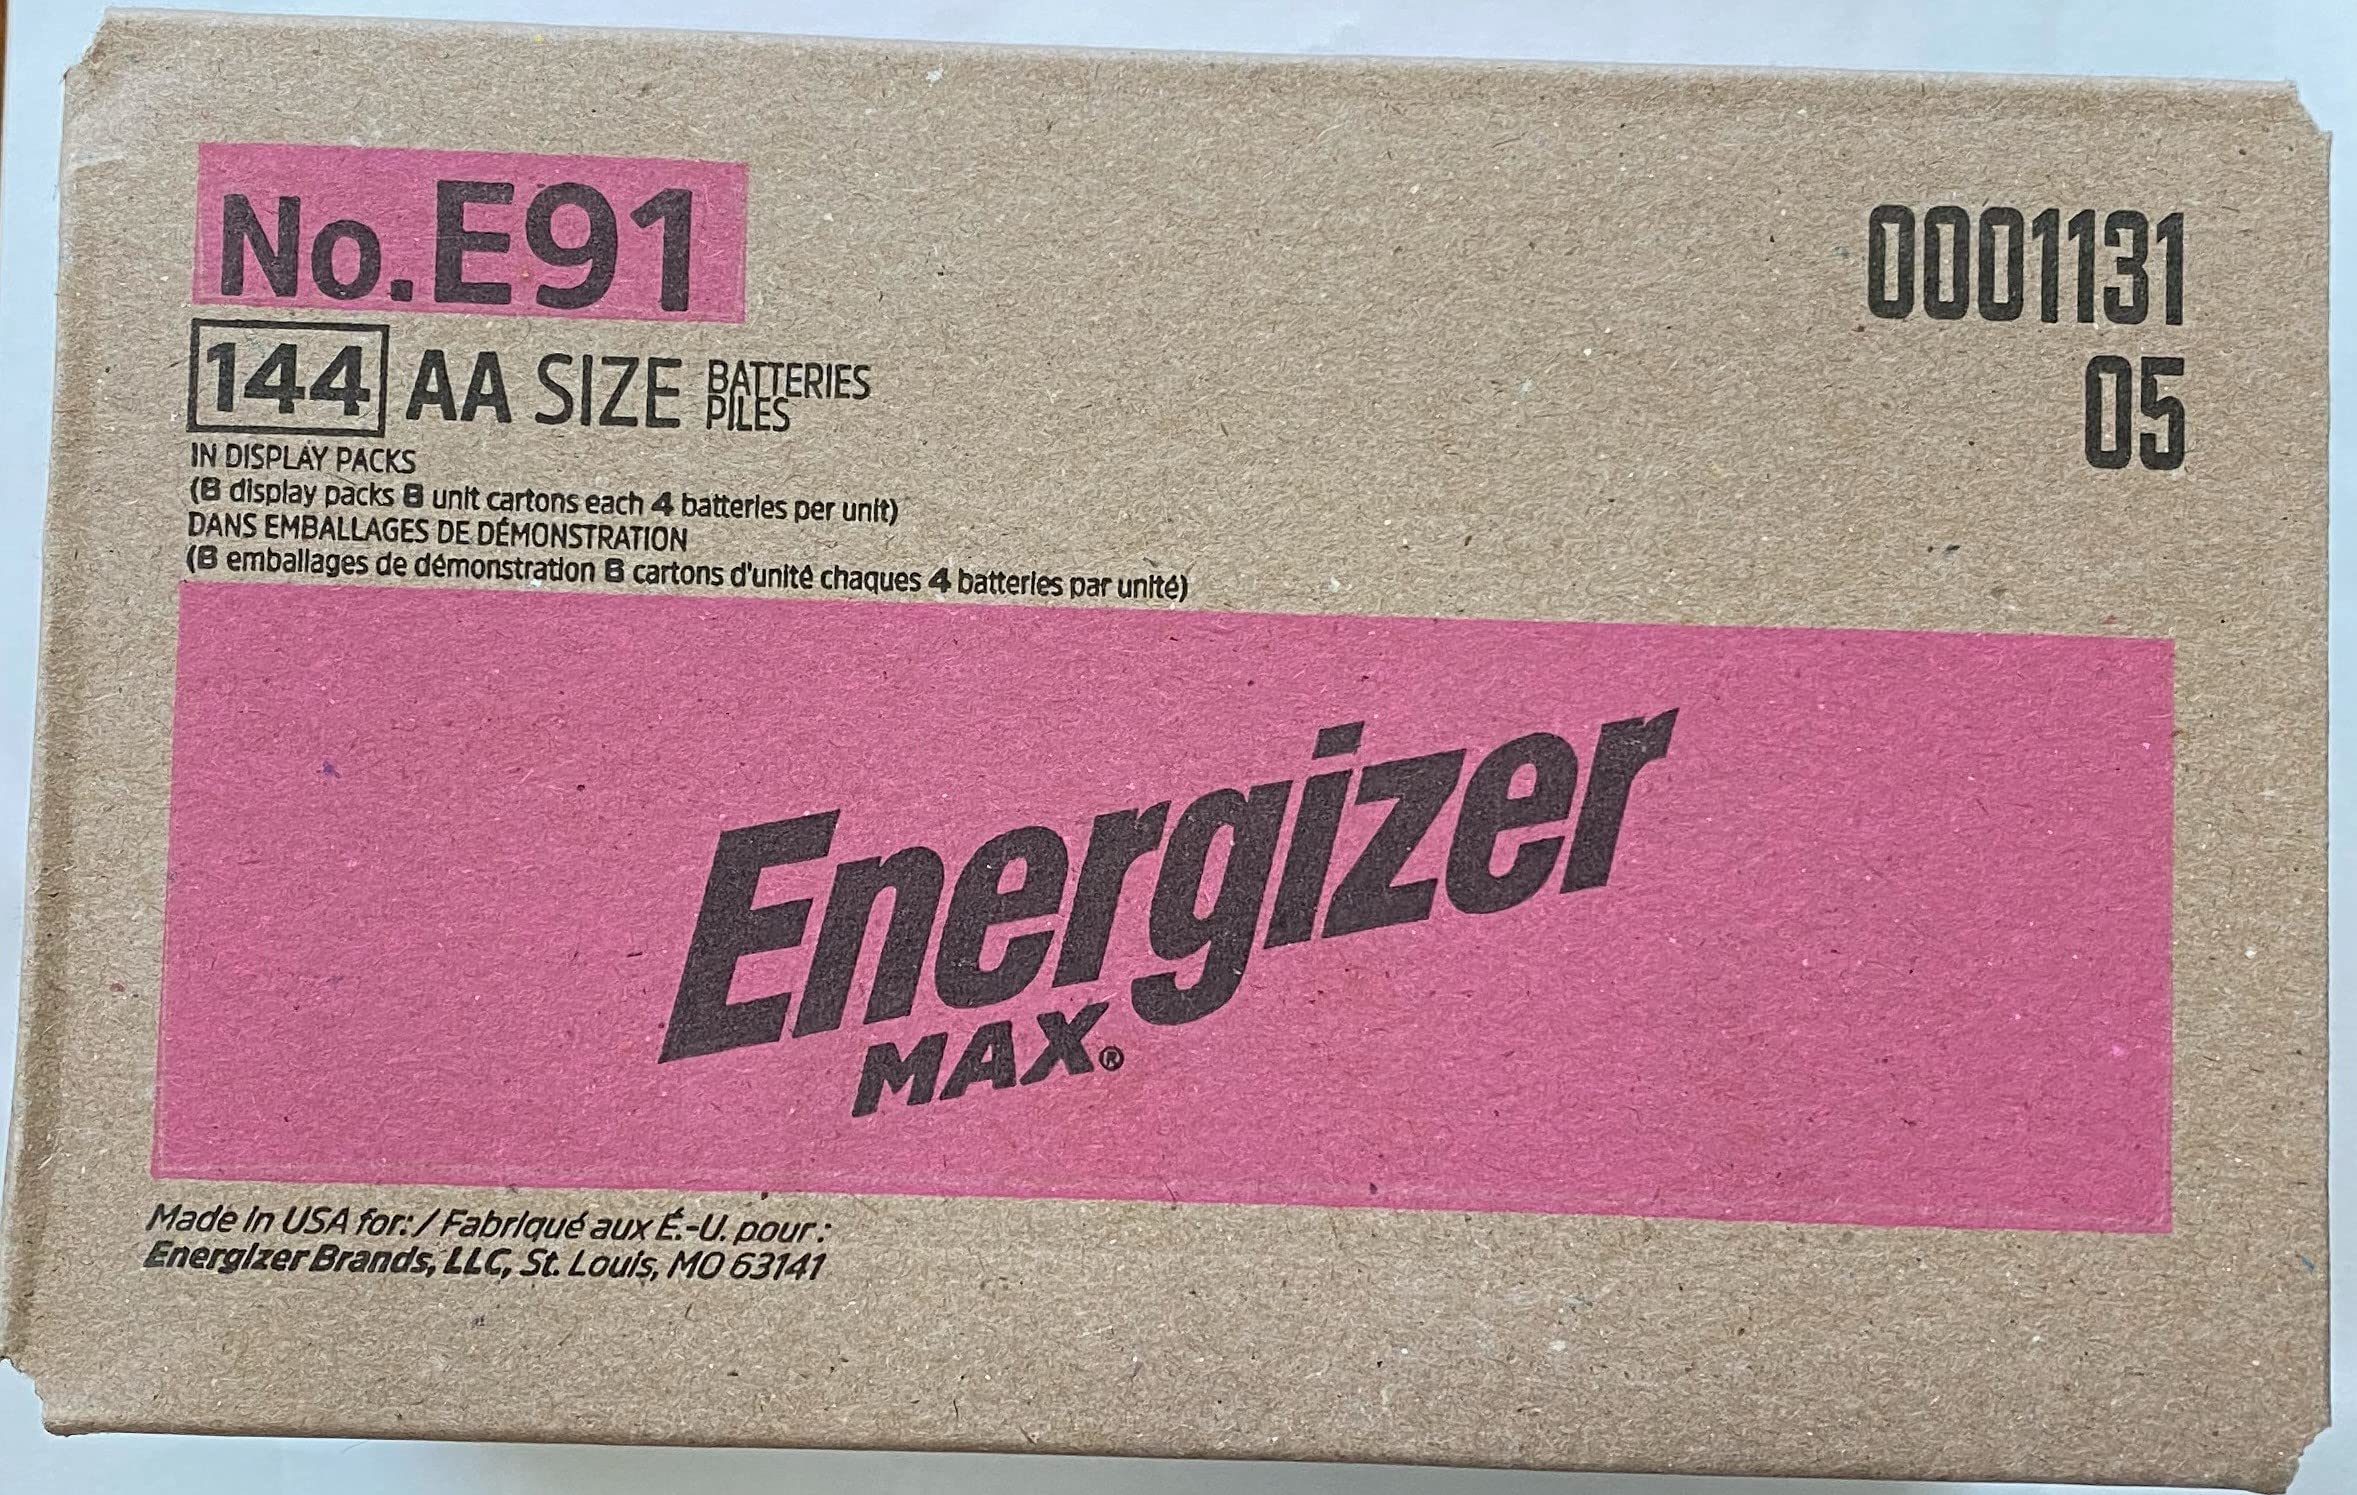 No.E91
0001131
05
144 AA SIZE BATTERIES
PILES
IN DISPLAY PACKS
(6 display packs 6 unit cartons each 4 batteries per unit)
DANS EMBALLAGES DE DÉMONSTRATION
(6 emballages de démonstration 6 cartons d'unité chaques 4 batteries par unité)
Energizer
MAX®
Made in USA for:/ Fabriqué aux É.-U. pour :
Energizer Brands, LLC, St. Louis, MO 63141